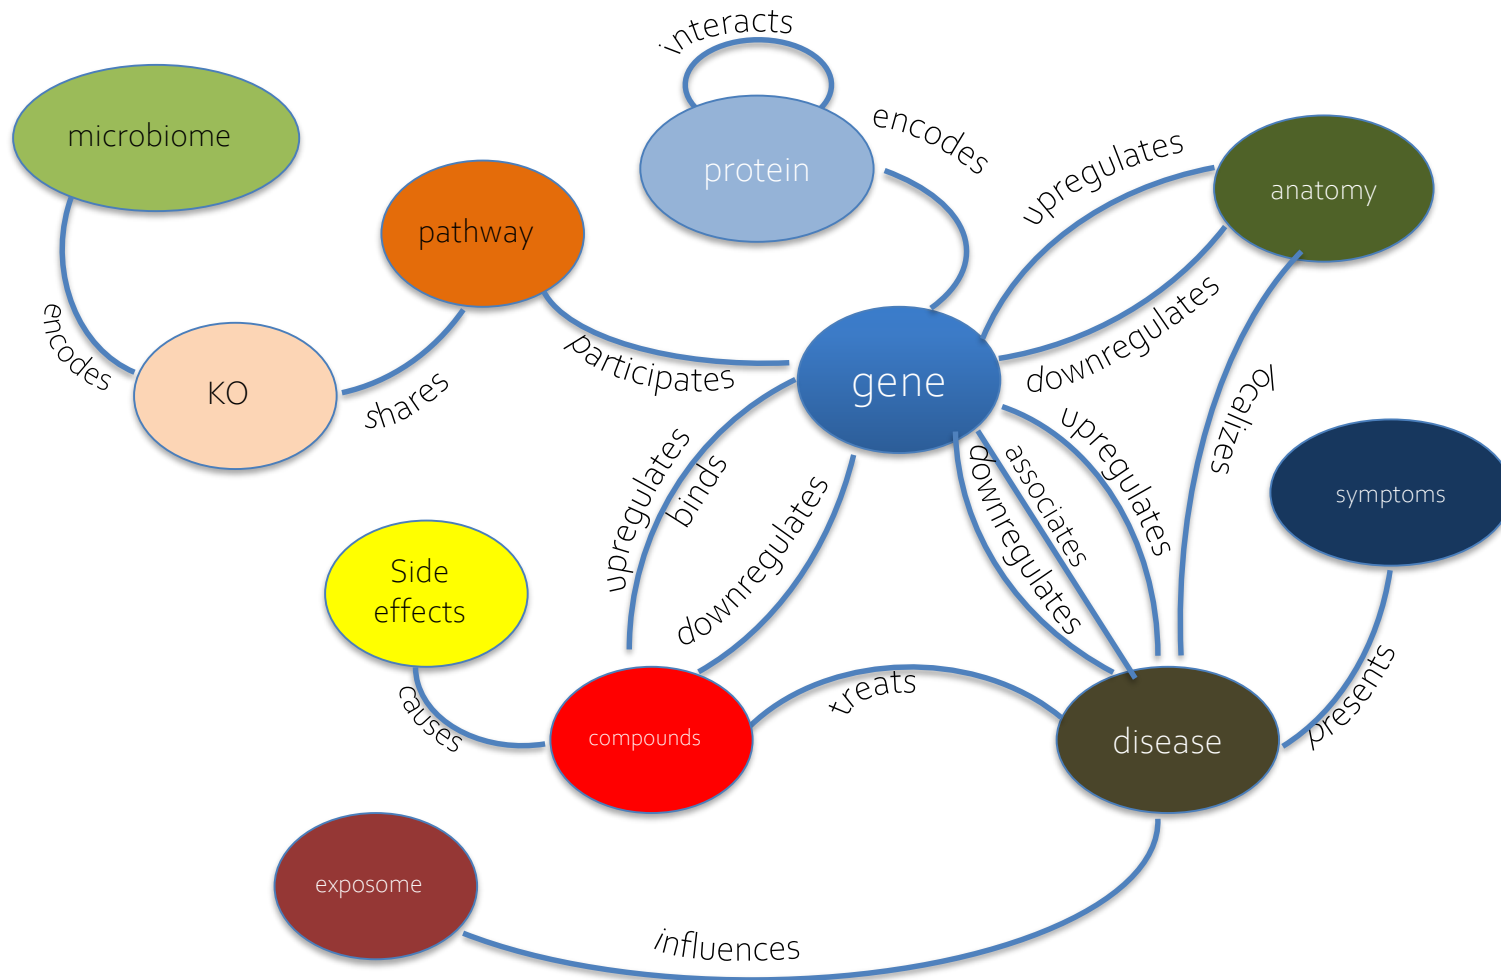 interacts
microbiome
protein
encodes
upregulates
anatomy
pathway
encodes
KO
shares
participates
gene
downregulates
localizes
upregulates
binds
downregulates
downregulates
associates
upregulates
symptoms
Side
effects
causes
compounds
treats
disease
presents
exposome
influences